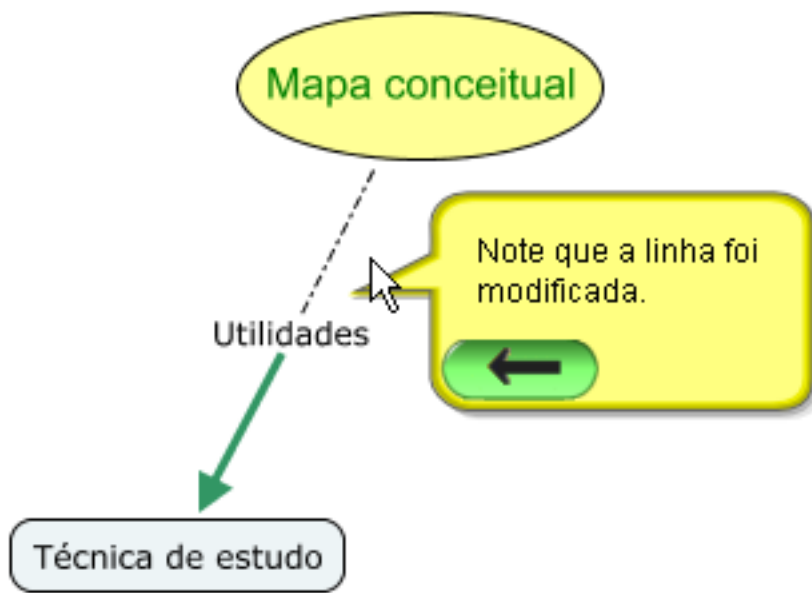 Mapa conceitual
Note que a linha foi
modificada.
Utilidades
Técnica de estudo